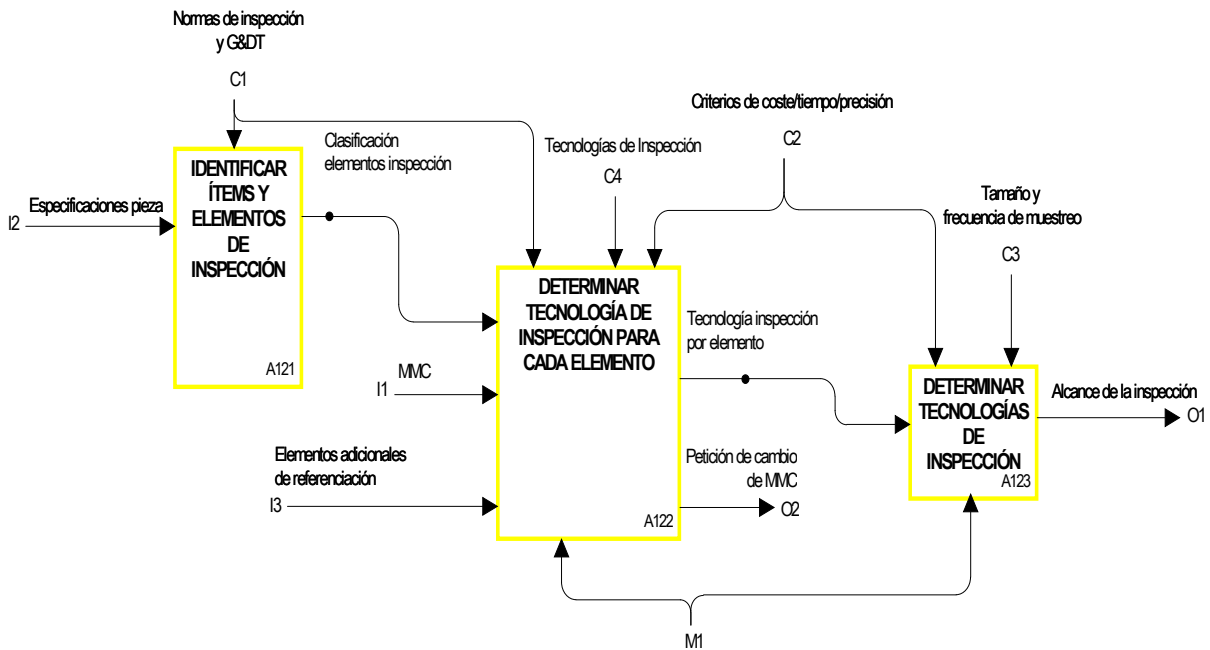 Normas de inspección
y G&DT
C1
Criterios de coste/tiempo/precisión
C2
Clasificación
elementos inspección
Tecnologías de Inspección
C4
Tamaño y
frecuencia de muestreo
C3
I2
Especificaciones pieza
IDENTIFICAR
ÍTEMS Y
ELEMENTOS
DE
INSPECCIÓN
A121
I1
MMC
Elementos adicionales
de referenciación
I3
DETERMINAR
TECNOLOGÍA DE
INSPECCIÓN PARA
CADA ELEMENTO
A122
Tecnología inspección
por elemento
Petición de cambio
de MMC
O2
DETERMINAR
TECNOLOGÍAS
DE
INSPECCIÓN
A123
Alcance de la inspección
O1
M1